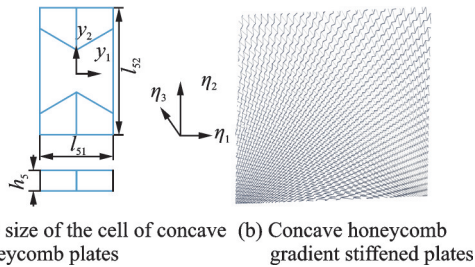 y₂
y₁
l₅₂
l₅₁
h₅
η₃
η₂
η₁
size of the cell of concave
eycomb plates
(b) Concave honeycomb
gradient stiffened plates